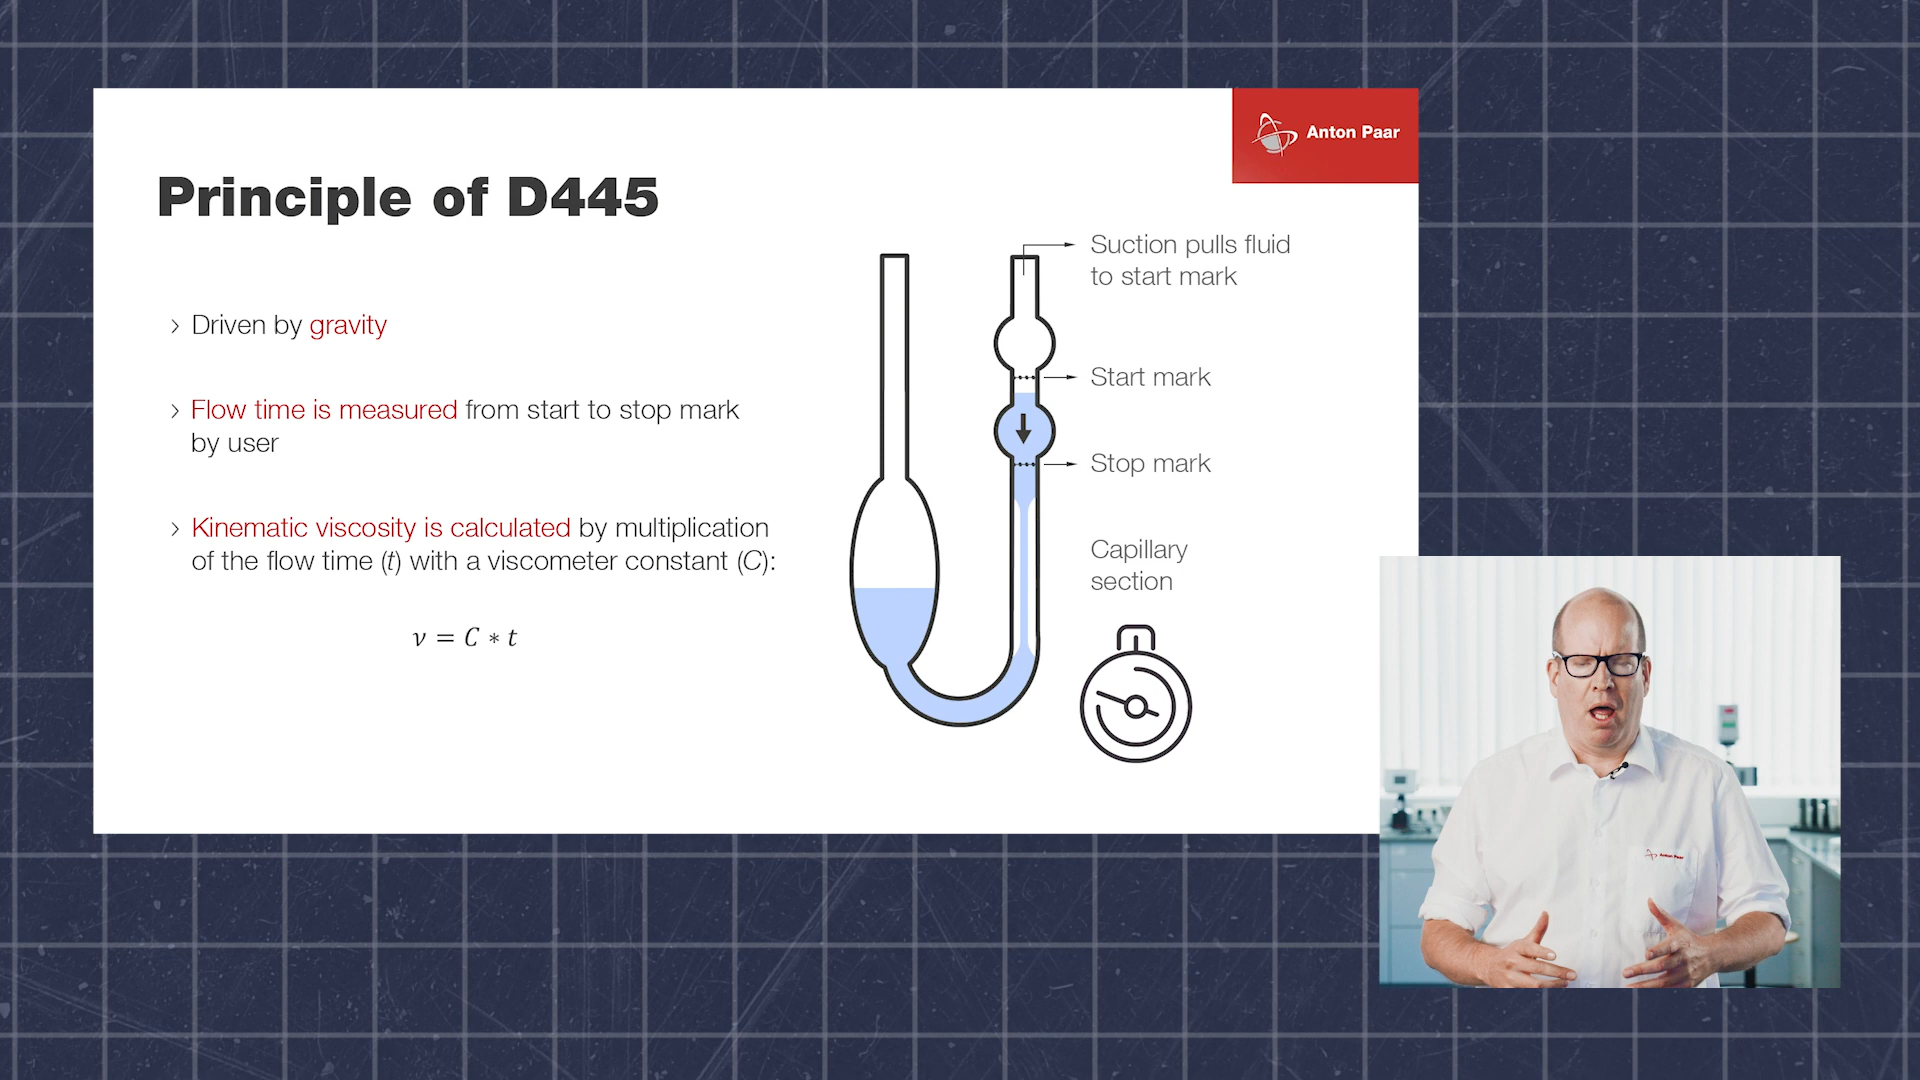 Anton Paar
Principle of D445
› Driven by gravity
› Flow time is measured from start to stop mark
by user
› Kinematic viscosity is calculated by multiplication
of the flow time (t) with a viscometer constant (C):
ν = C * t
Suction pulls fluid
to start mark
Start mark
Stop mark
Capillary
section
Anton Paar